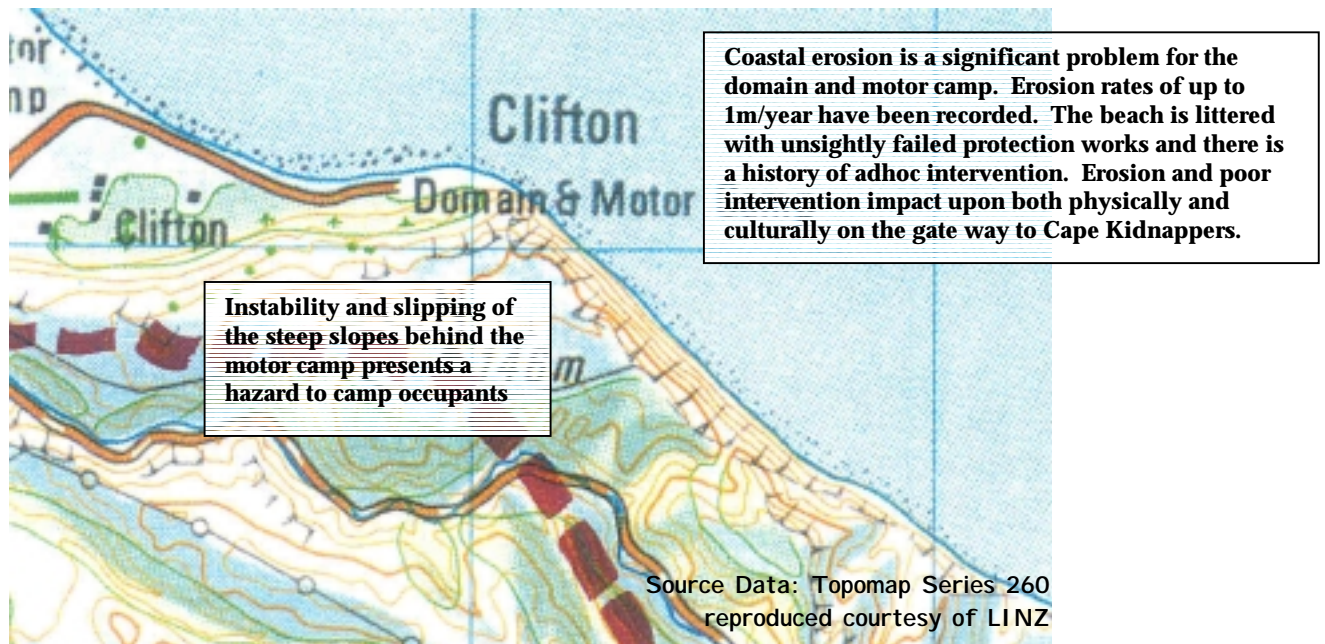 tor
mp
Clifton
Domain & Motor
Clifton
m
Coastal erosion is a significant problem for the
domain and motor camp. Erosion rates of up to
1m/year have been recorded. The beach is littered
with unsightly failed protection works and there is
a history of adhoc intervention. Erosion and poor
intervention impact upon both physically and
culturally on the gate way to Cape Kidnappers.
Instability and slipping of
the steep slopes behind the
motor camp presents a
hazard to camp occupants
Source Data: Topomap Series 260
reproduced courtesy of LINZ